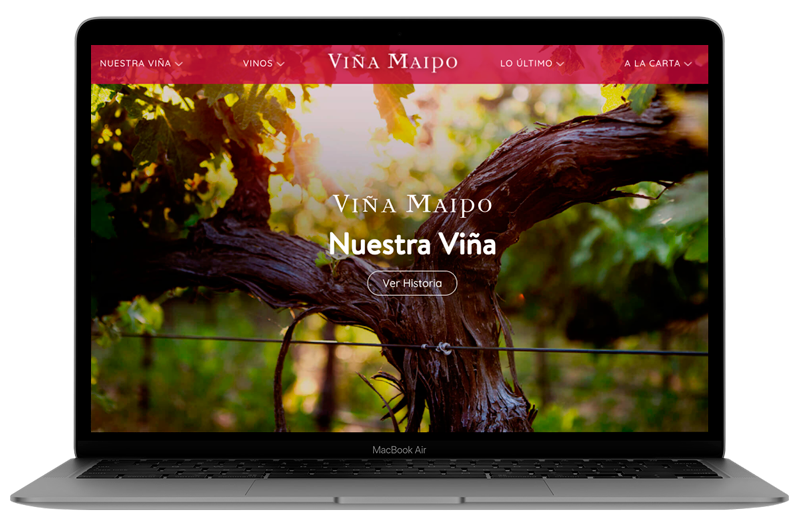 NUESTRA VIÑA VINOS VIÑA MAIPO LO ÚLTIMO A LA CARTA
VIÑA MAIPO
Nuestra Viña
Ver Historia
MacBook Air